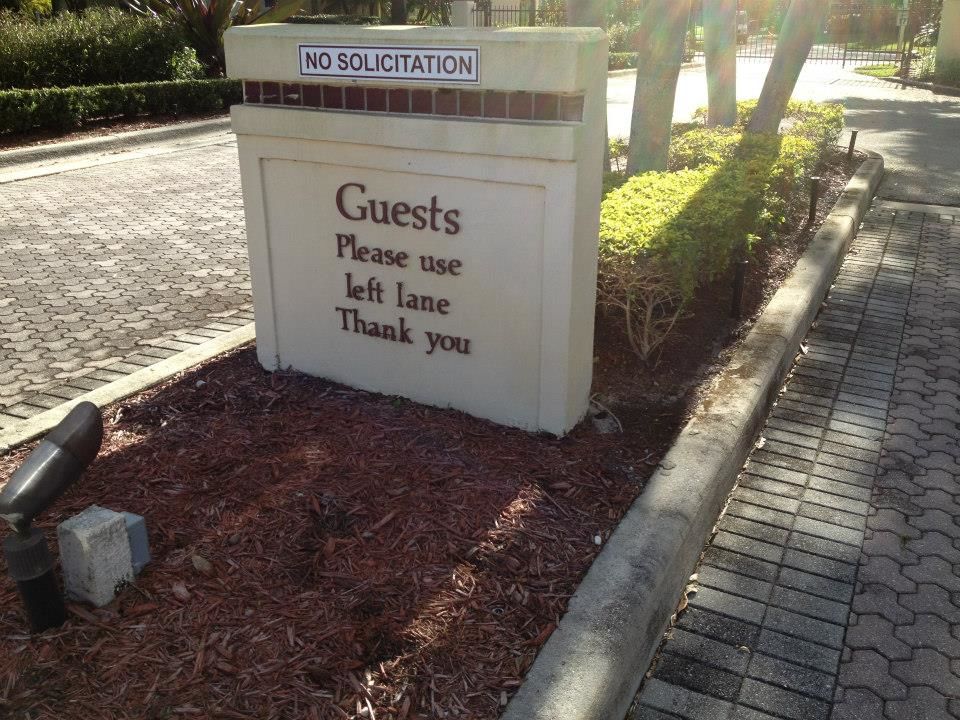 NO SOLICITATION
Guests
Please use
left lane
Thank you